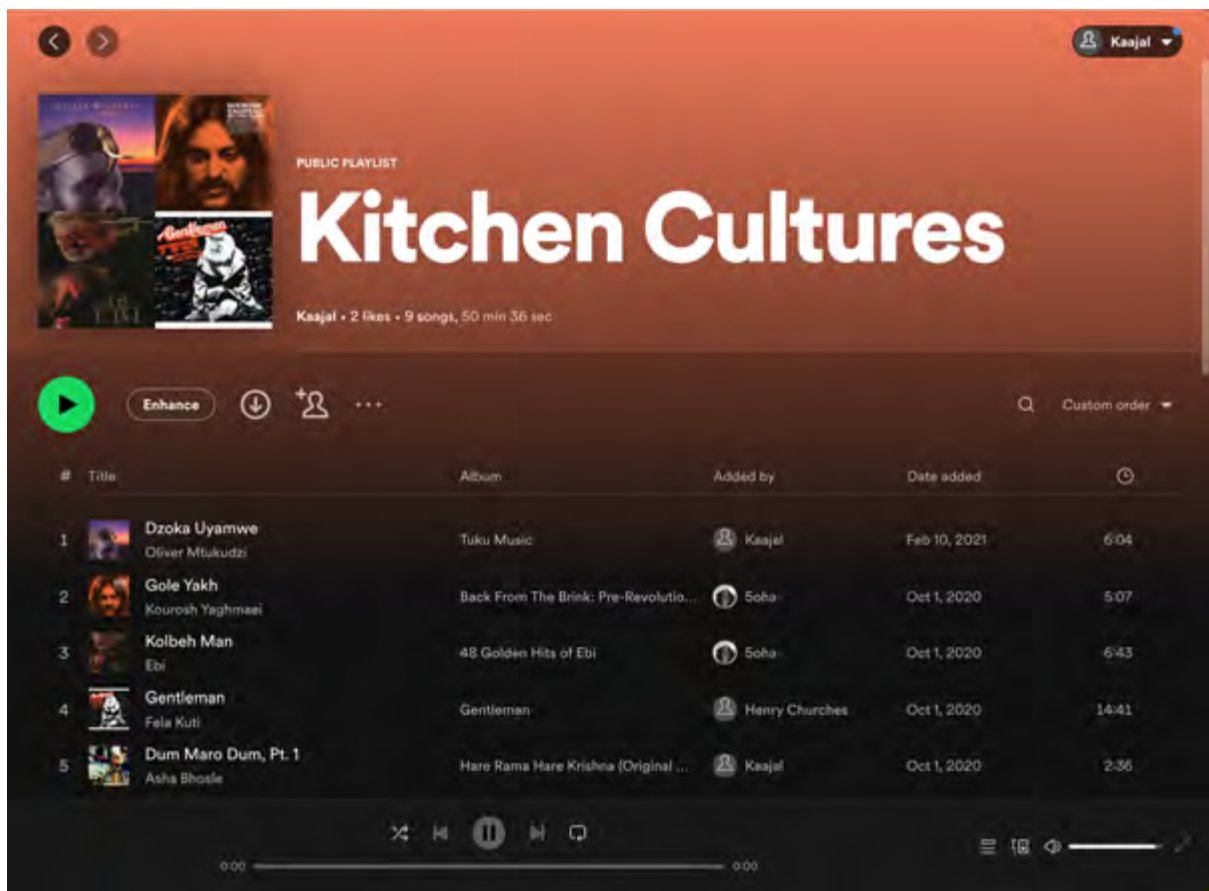 Kaajal
PUBLIC PLAYLIST
Kitchen Cultures
Kaajal • 2 likes • 9 songs, 50 min 36 sec
Gentleman
Enhance
Custom order
# Title Album Added by Date added
1 Dzoka Uyamwe Tuku Music Kaajal Feb 10, 2021 6:04
Oliver Mtukudzi
2 Gole Yakh Back From The Brink: Pre-Revolutio... Soha Oct 1, 2020 5:07
Kourosh Yaghmaei
3 Kolbeh Man 48 Golden Hits of Ebi Soha Oct 1, 2020 6:43
Ebi
4 Gentleman Gentleman Henry Churches Oct 1, 2020 14:41
Fela Kuti
5 Dum Maro Dum, Pt. 1 Hare Rama Hare Krishna (Original ... Kaajal Oct 1, 2020 2:36
Asha Bhosle
0:00 0:00